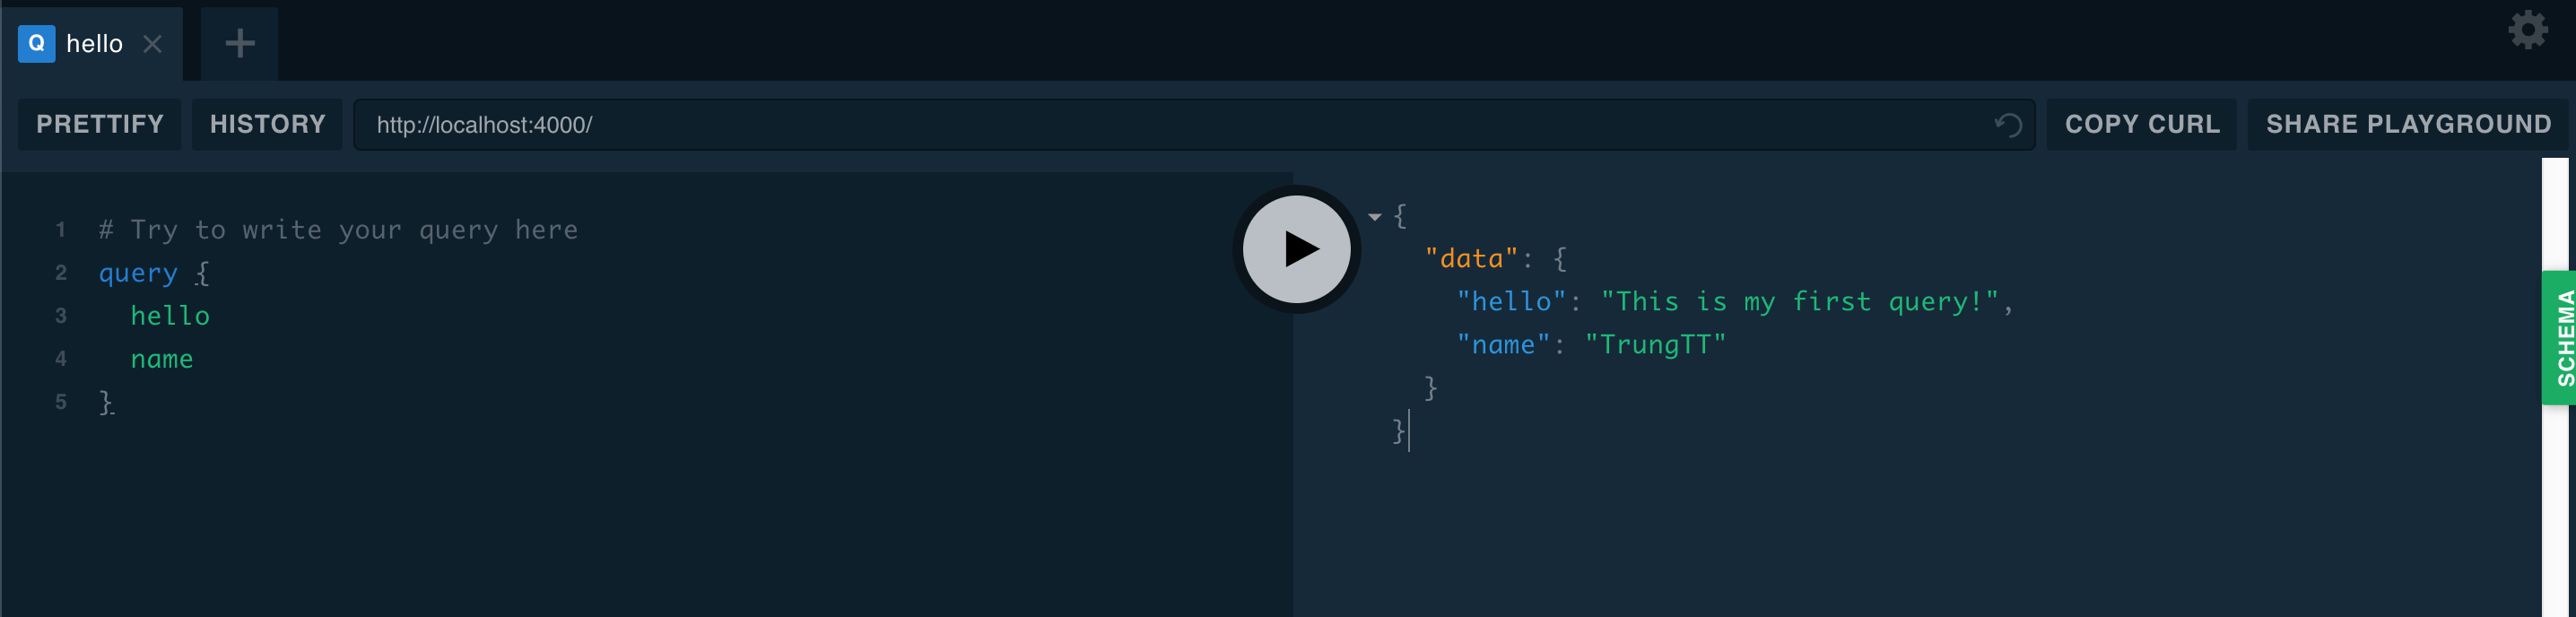 Q hello
PRETTIFY HISTORY http://localhost:4000/ COPY CURL SHARE PLAYGROUND
1 # Try to write your query here
2 query {
3 hello
4 name
5 }
{
"data": {
"hello": "This is my first query!",
"name": "TrungTT"
}
}
SCHEMA